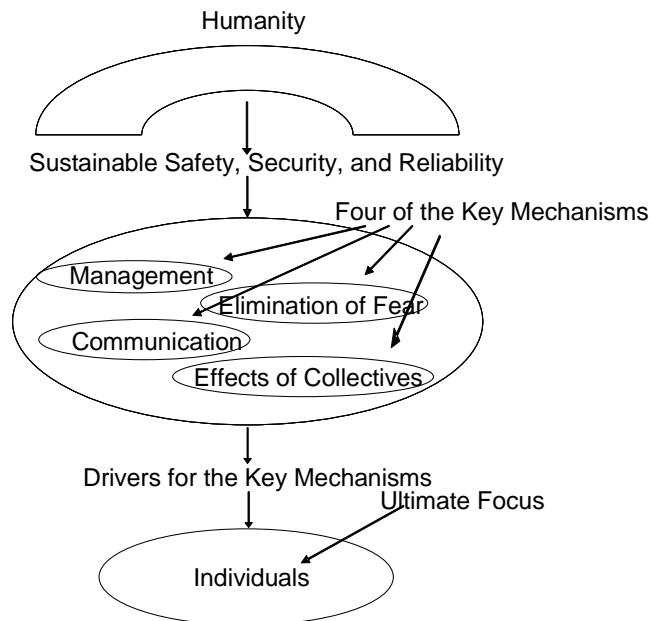 Humanity
Sustainable Safety, Security, and Reliability
Four of the Key Mechanisms
Management
Elimination of Fear
Communication
Effects of Collectives
Drivers for the Key Mechanisms
Ultimate Focus
Individuals